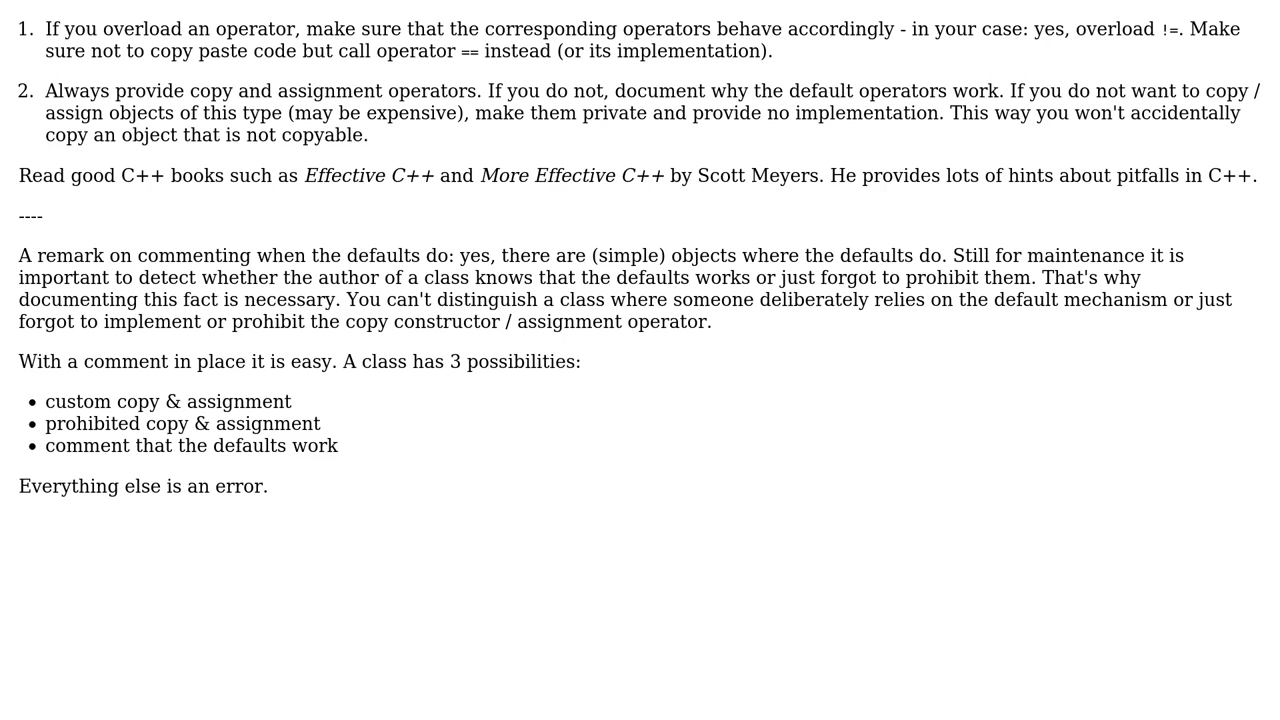 1. If you overload an operator, make sure that the corresponding operators behave accordingly - in your case: yes, overload !=. Make
sure not to copy paste code but call operator == instead (or its implementation).
2. Always provide copy and assignment operators. If you do not, document why the default operators work. If you do not want to copy /
assign objects of this type (may be expensive), make them private and provide no implementation. This way you won't accidentally
copy an object that is not copyable.
Read good C++ books such as Effective C++ and More Effective C++ by Scott Meyers. He provides lots of hints about pitfalls in C++.
----
A remark on commenting when the defaults do: yes, there are (simple) objects where the defaults do. Still for maintenance it is
important to detect whether the author of a class knows that the defaults works or just forgot to prohibit them. That's why
documenting this fact is necessary. You can't distinguish a class where someone deliberately relies on the default mechanism or just
forgot to implement or prohibit the copy constructor / assignment operator.
With a comment in place it is easy. A class has 3 possibilities:
• custom copy & assignment
• prohibited copy & assignment
• comment that the defaults work
Everything else is an error.